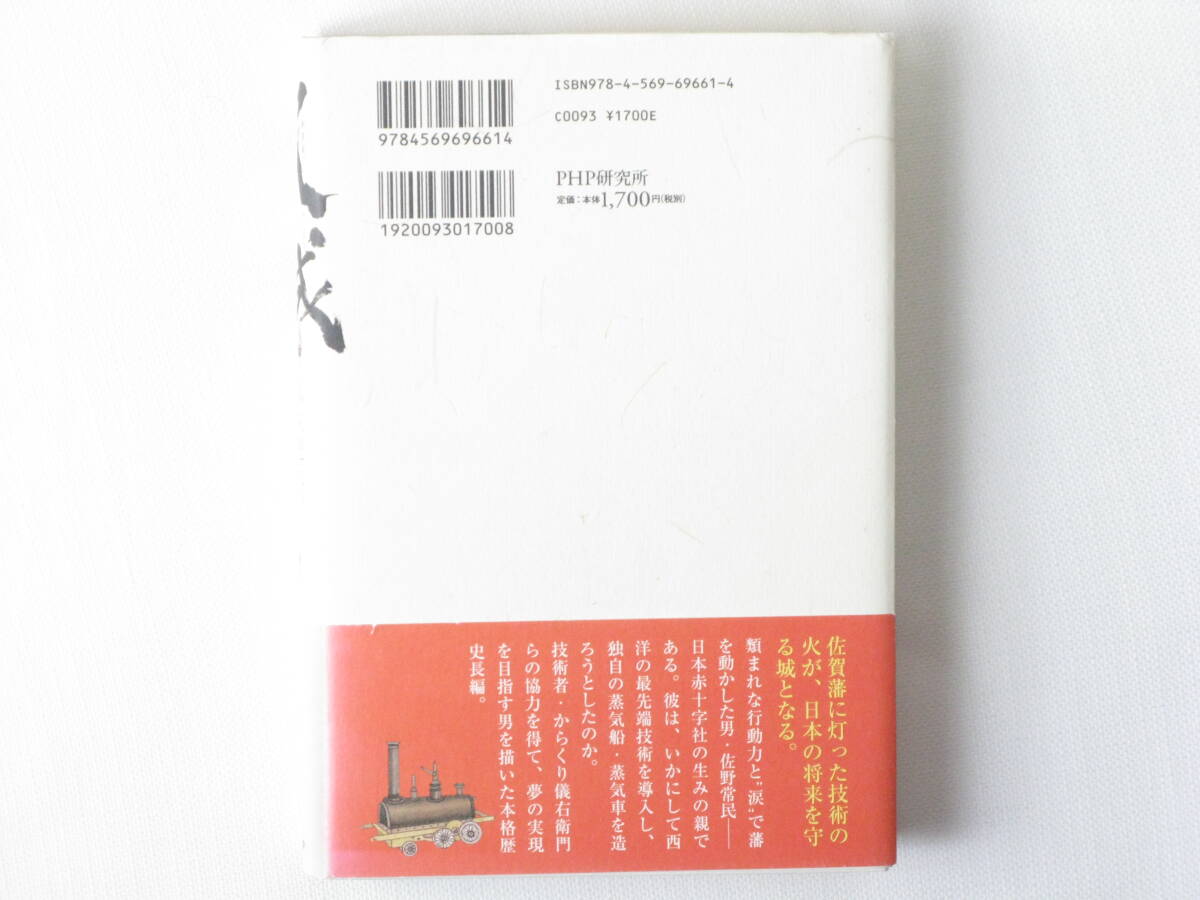 ISBN978-4-569-69661-4
C0093 ¥1700E
9784569696614
PHP研究所
定価:本体1,700円(税別)
1920093017008
佐賀藩に灯った技術の
火が、日本の将来を守
る城となる。
類まれな行動力と"涙"で藩
を動かした男・佐野常民——
日本赤十字社の生みの親で
ある。彼は、いかにして西
洋の最先端技術を導入し、
独自の蒸気船・蒸気車を造
ろうとしたのか。
技術者・からくり儀右衛門
らの協力を得て、夢の実現
を目指す男を描いた本格歴
史長編。